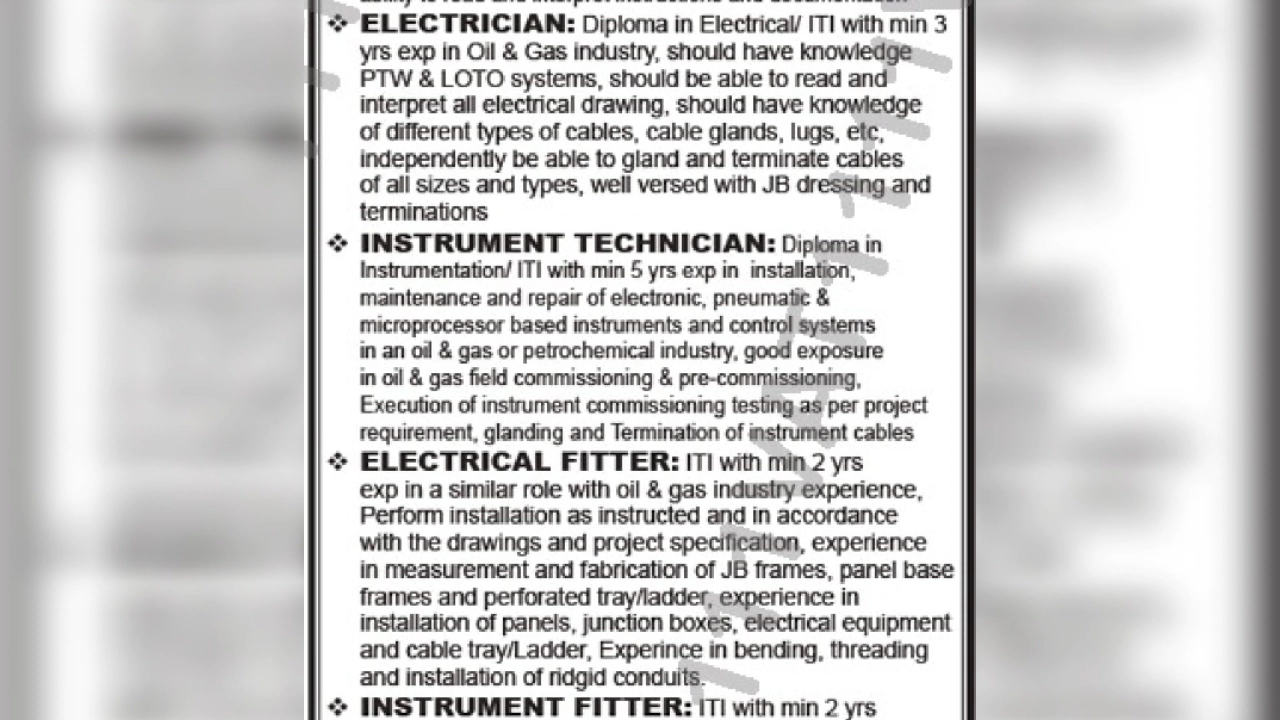 ❖ ELECTRICIAN: Diploma in Electrical/ ITI with min 3
yrs exp in Oil & Gas industry, should have knowledge
PTW & LOTO systems, should be able to read and
interpret all electrical drawing, should have knowledge
of different types of cables, cable glands, lugs, etc,
independently be able to gland and terminate cables
of all sizes and types, well versed with JB dressing and
terminations
❖ INSTRUMENT TECHNICIAN: Diploma in
Instrumentation/ ITI with min 5 yrs exp in installation,
maintenance and repair of electronic, pneumatic &
microprocessor based instruments and control systems
in an oil & gas or petrochemical industry, good exposure
in oil & gas field commissioning & pre-commissioning,
Execution of instrument commissioning testing as per project
requirement, glanding and Termination of instrument cables
❖ ELECTRICAL FITTER: ITI with min 2 yrs
exp in a similar role with oil & gas industry experience,
Perform installation as instructed and in accordance
with the drawings and project specification, experience
in measurement and fabrication of JB frames, panel base
frames and perforated tray/ladder, experience in
installation of panels, junction boxes, electrical equipment
and cable tray/Ladder, Experince in bending, threading
and installation of ridgid conduits.
❖ INSTRUMENT FITTER: ITI with min 2 yrs